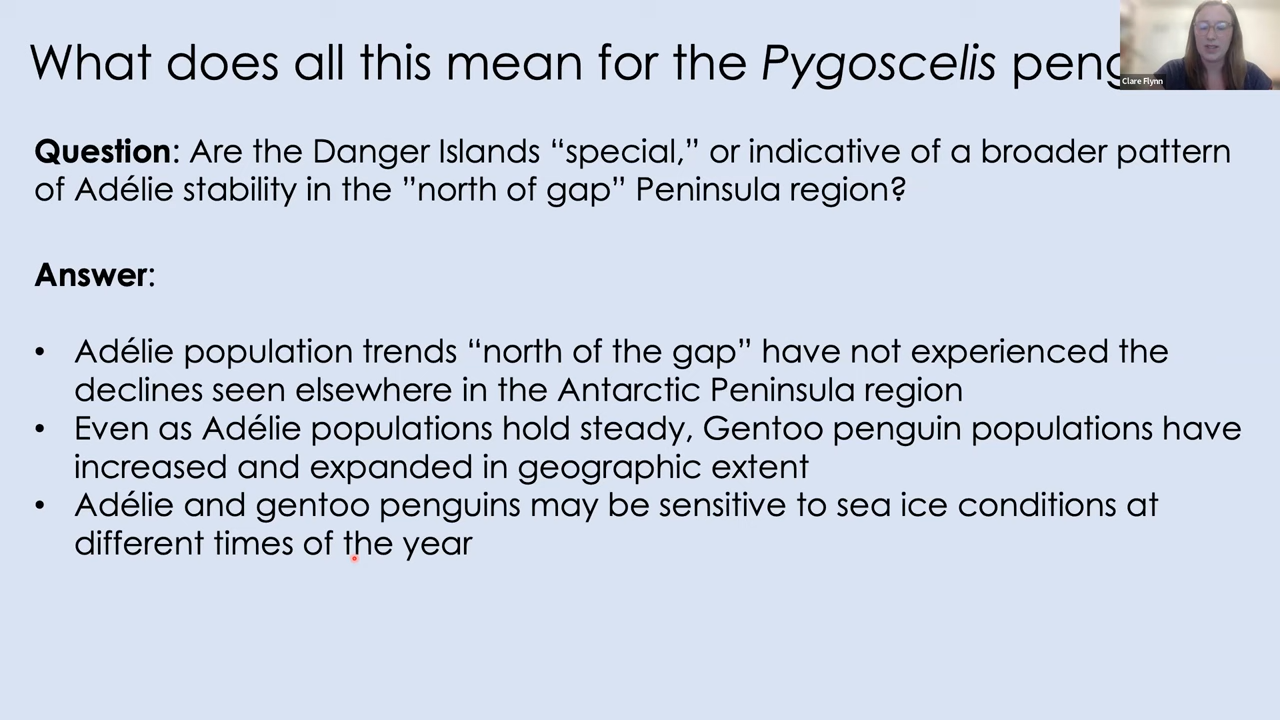 What does all this mean for the Pygoscelis peng
Clare Flynn
Question: Are the Danger Islands “special,” or indicative of a broader pattern
of Adélie stability in the ”north of gap” Peninsula region?
Answer:
• Adélie population trends “north of the gap” have not experienced the
declines seen elsewhere in the Antarctic Peninsula region
• Even as Adélie populations hold steady, Gentoo penguin populations have
increased and expanded in geographic extent
• Adélie and gentoo penguins may be sensitive to sea ice conditions at
different times of the year